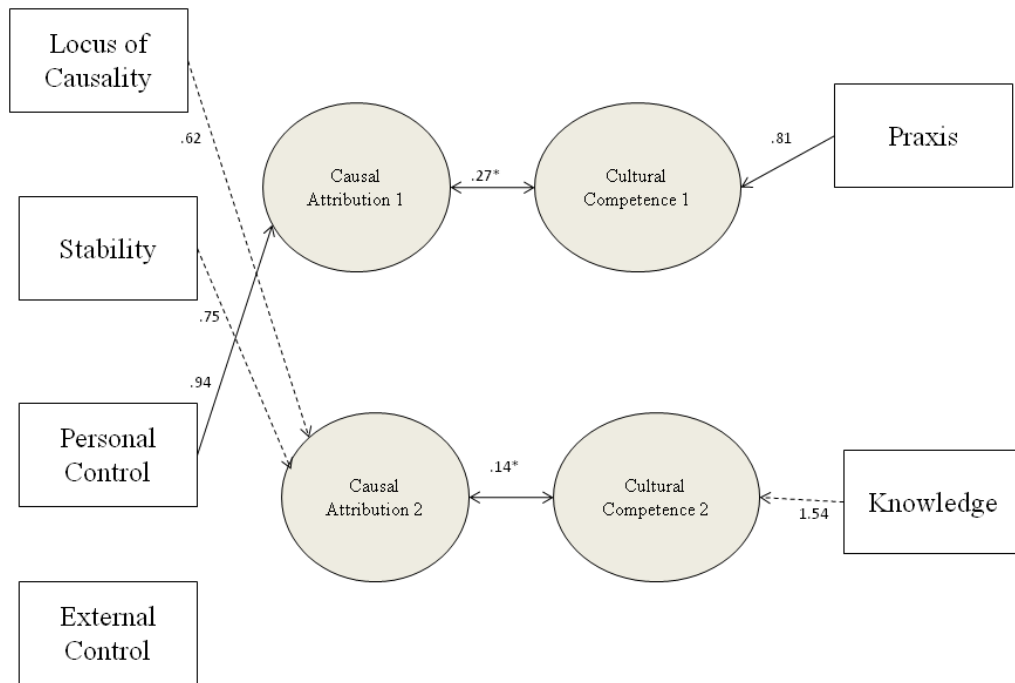 Locus of
Causality
.62
Causal
Attribution 1
.27*
Cultural
Competence 1
.81
Praxis
Stability
.75
.94
Personal
Control
Causal
Attribution 2
.14*
Cultural
Competence 2
1.54
Knowledge
External
Control